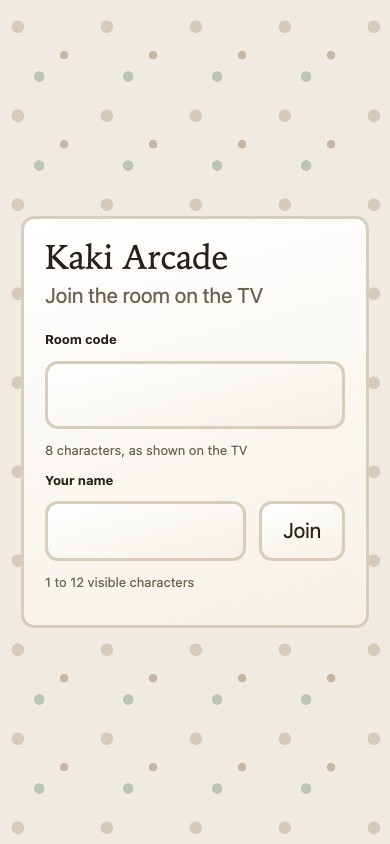 Kaki Arcade
Join the room on the TV
Room code
8 characters, as shown on the TV
Your name
Join
1 to 12 visible characters